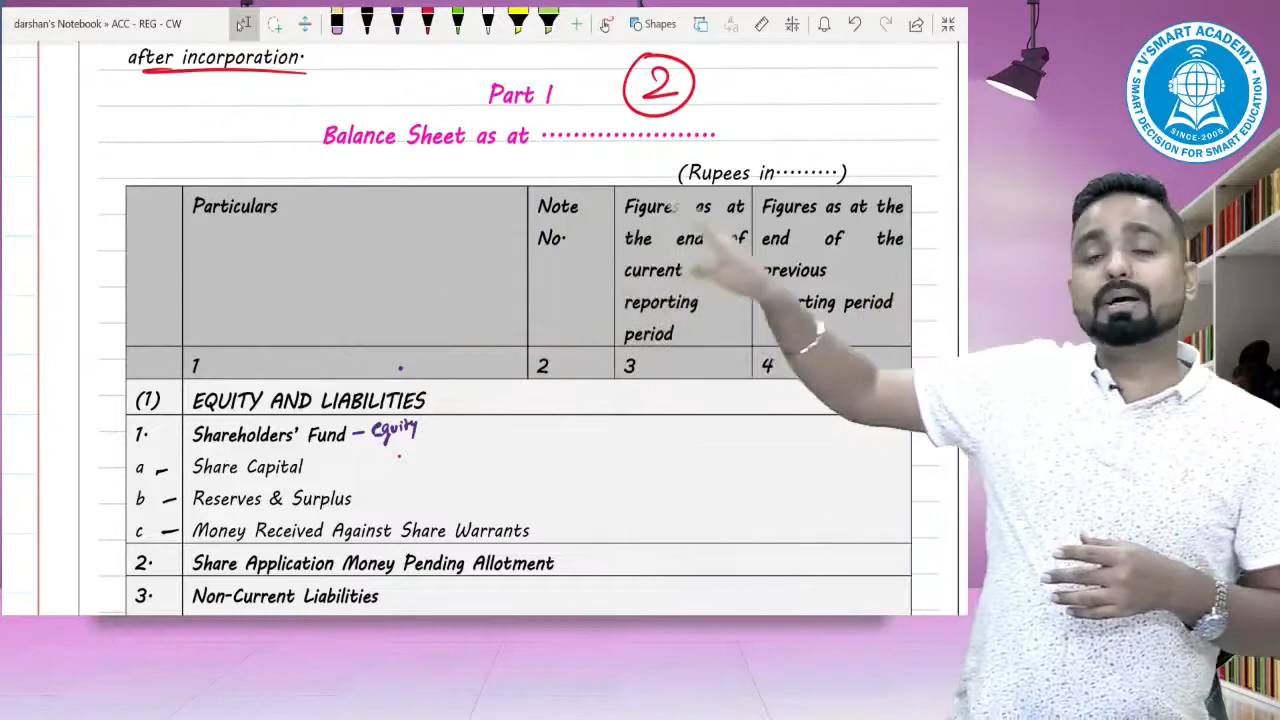 darshan's Notebook » ACC - REG - CW
Shapes
after incorporation.
Part I
2
Balance Sheet as at ......................
(Rupees in.........)
Particulars
Note No.
Figures as at the end of current reporting period
Figures as at the end of the previous period
1
2
3
4
(1) EQUITY AND LIABILITIES
1. Shareholders' Fund – equity
a – Share Capital
b – Reserves & Surplus
c – Money Received Against Share Warrants
2. Share Application Money Pending Allotment
3. Non-Current Liabilities
V'SMART ACADEMY
SMART DECISION FOR SMART EDUCATION
SINCE-2005